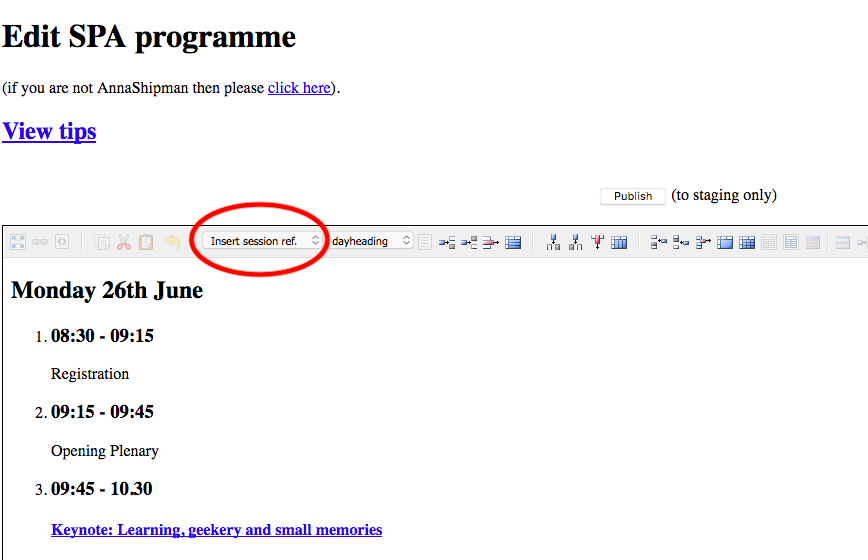 Edit SPA programme
(if you are not AnnaShipman then please click here).
View tips
Publish (to staging only)
Insert session ref. dayheading
Monday 26th June
1. 08:30 - 09:15
Registration
2. 09:15 - 09:45
Opening Plenary
3. 09:45 - 10.30
Keynote: Learning, geekery and small memories